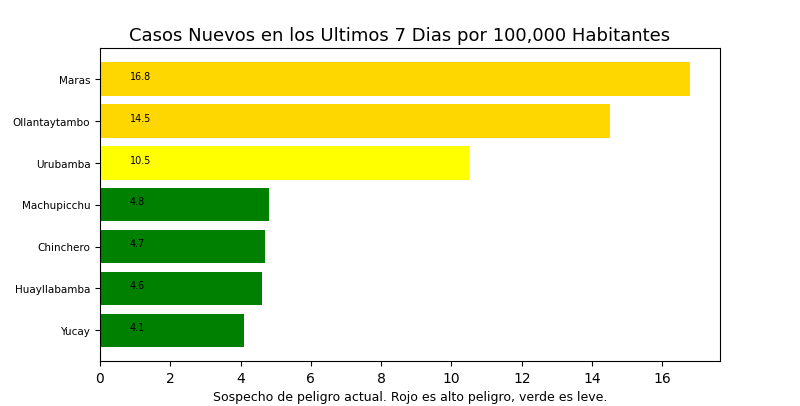 Casos Nuevos en los Ultimos 7 Dias por 100,000 Habitantes
Maras 16.8
Ollantaytambo 14.5
Urubamba 10.5
Machupicchu 4.8
Chinchero 4.7
Huayllabamba 4.6
Yucay 4.1
0 2 4 6 8 10 12 14 16
Sospecho de peligro actual. Rojo es alto peligro, verde es leve.